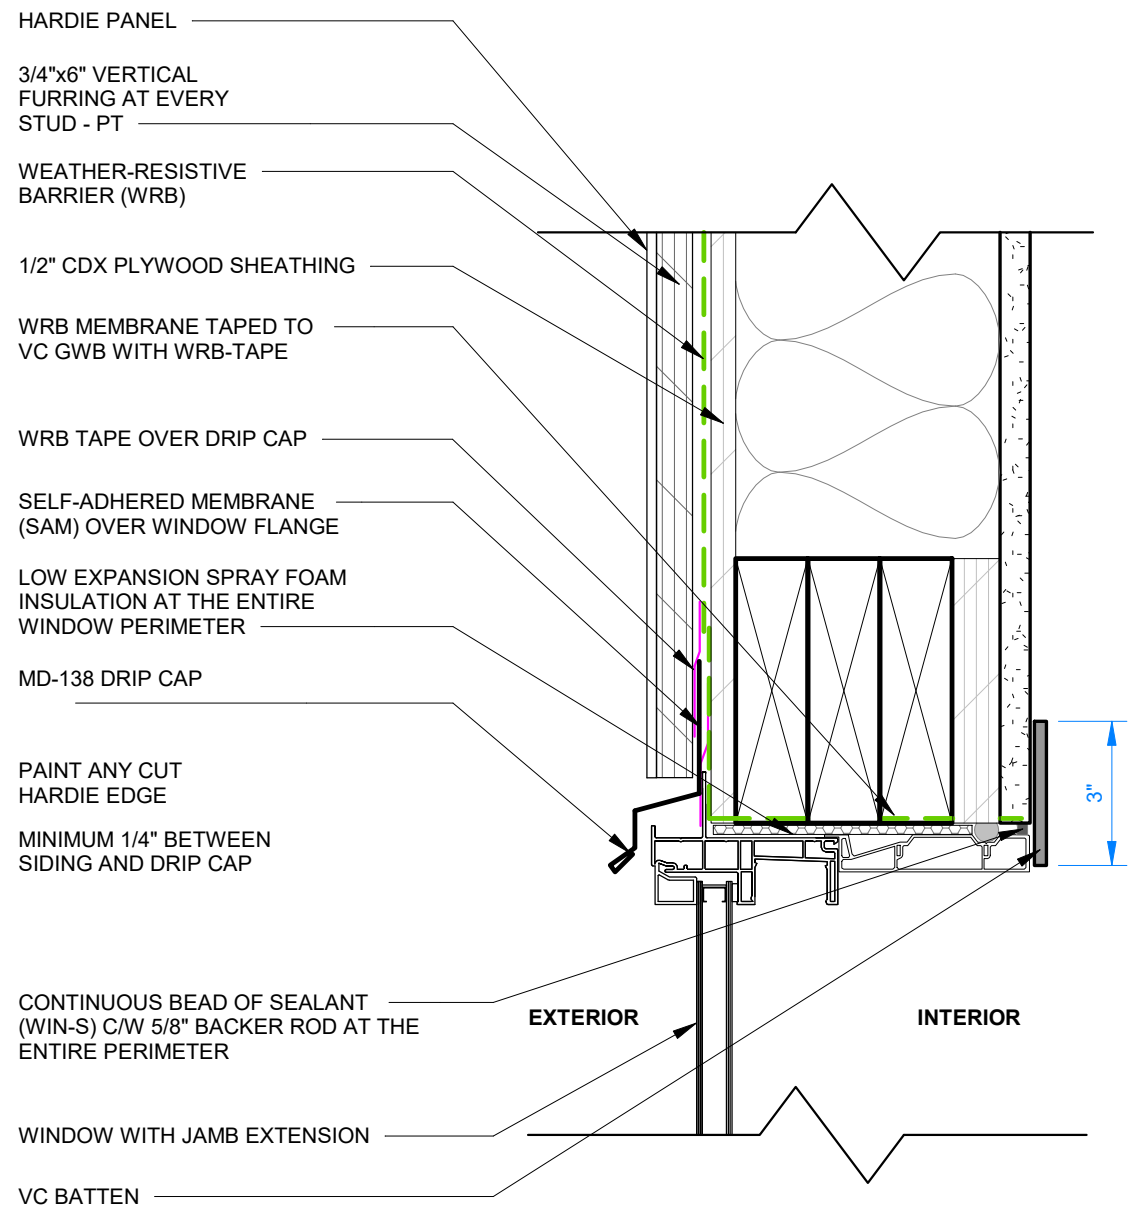 HARDIE PANEL
3/4"x6" VERTICAL
FURRING AT EVERY
STUD - PT
WEATHER-RESISTIVE
BARRIER (WRB)
1/2" CDX PLYWOOD SHEATHING
WRB MEMBRANE TAPED TO
VC GWB WITH WRB-TAPE
WRB TAPE OVER DRIP CAP
SELF-ADHERED MEMBRANE
(SAM) OVER WINDOW FLANGE
LOW EXPANSION SPRAY FOAM
INSULATION AT THE ENTIRE
WINDOW PERIMETER
MD-138 DRIP CAP
PAINT ANY CUT
HARDIE EDGE
MINIMUM 1/4" BETWEEN
SIDING AND DRIP CAP
3"
CONTINUOUS BEAD OF SEALANT
(WIN-S) C/W 5/8" BACKER ROD AT THE
ENTIRE PERIMETER
EXTERIOR
INTERIOR
WINDOW WITH JAMB EXTENSION
VC BATTEN